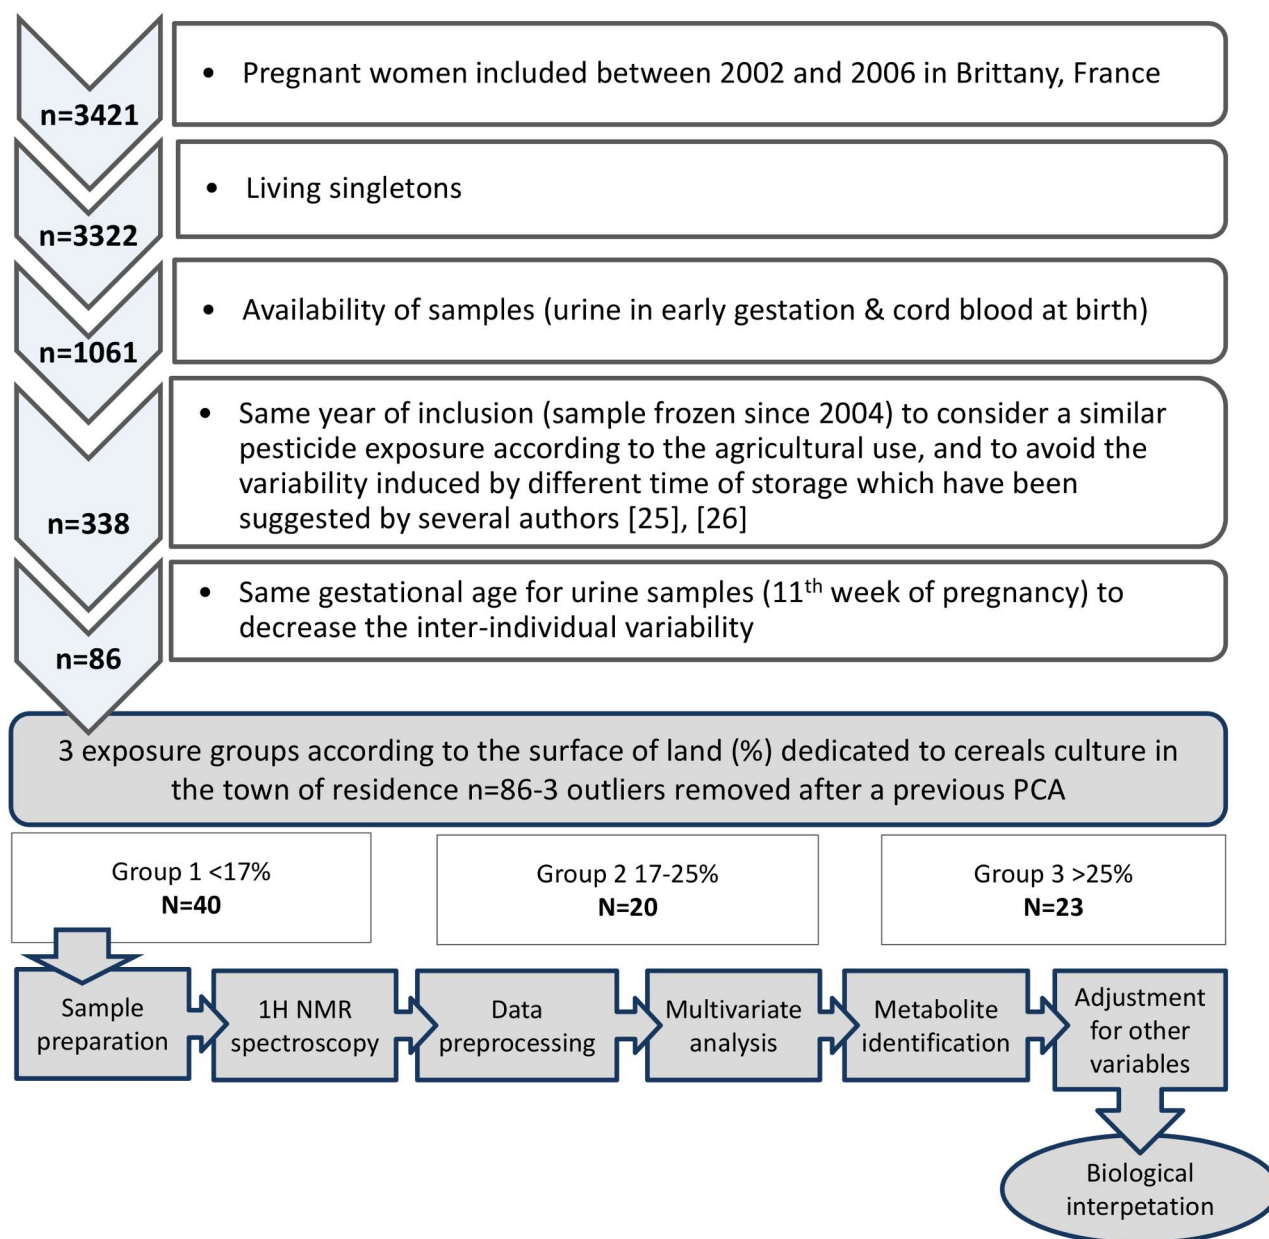 n=3421
• Pregnant women included between 2002 and 2006 in Brittany, France
n=3322
• Living singletons
n=1061
• Availability of samples (urine in early gestation & cord blood at birth)
n=338
• Same year of inclusion (sample frozen since 2004) to consider a similar
pesticide exposure according to the agricultural use, and to avoid the
variability induced by different time of storage which have been
suggested by several authors [25], [26]
n=86
• Same gestational age for urine samples (11th week of pregnancy) to
decrease the inter-individual variability
3 exposure groups according to the surface of land (%) dedicated to cereals culture in
the town of residence n=86-3 outliers removed after a previous PCA
Group 1 <17%
N=40
Group 2 17-25%
N=20
Group 3 >25%
N=23
Sample
preparation
1H NMR
spectroscopy
Data
preprocessing
Multivariate
analysis
Metabolite
identification
Adjustment
for other
variables
Biological
interpetation